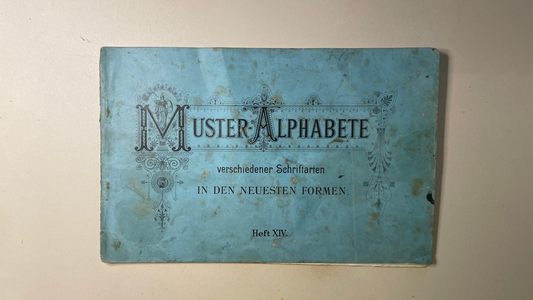 MUSTER-ALPHABETE
verschiedener Schriftarten
IN DEN NEUESTEN FORMEN.
Heft XIV.